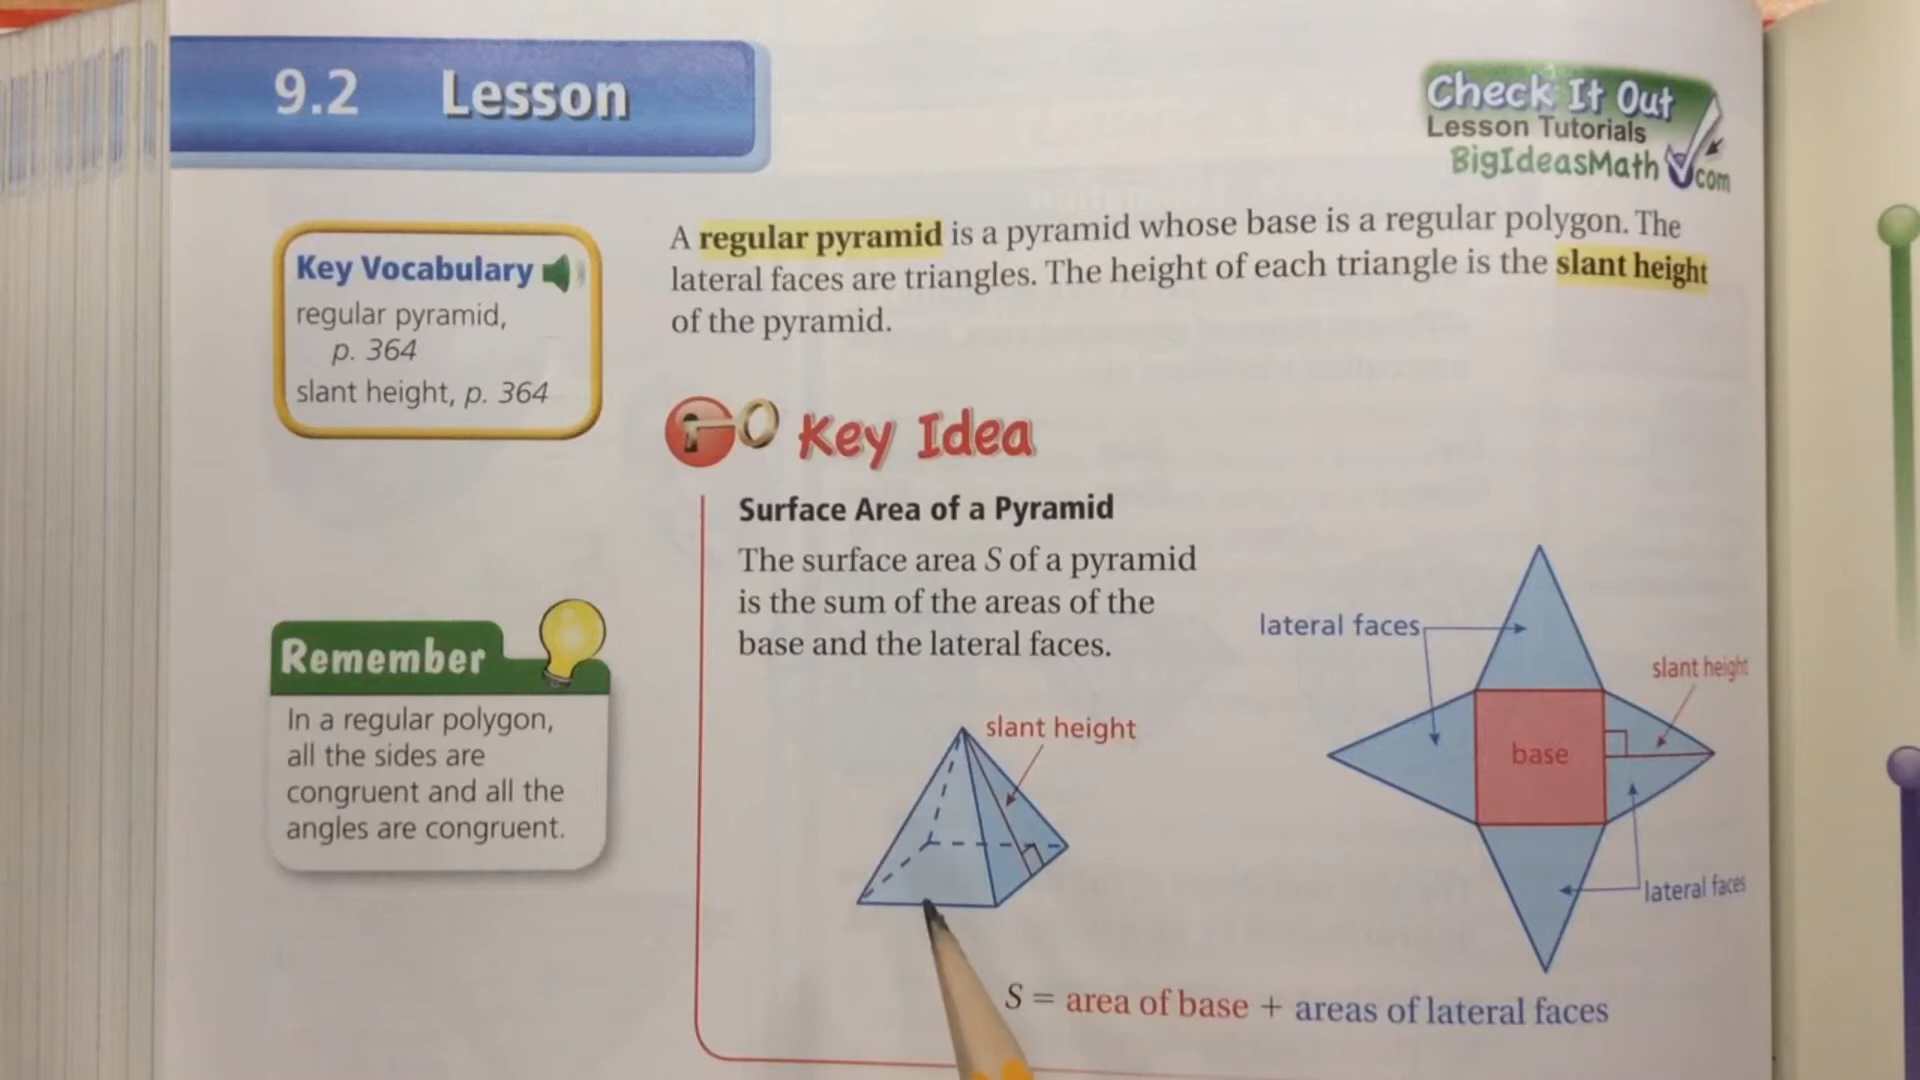 9.2 Lesson
Check It Out
Lesson Tutorials
BigIdeasMath
com
Key Vocabulary
regular pyramid,
p. 364
slant height, p. 364
A regular pyramid is a pyramid whose base is a regular polygon. The
lateral faces are triangles. The height of each triangle is the slant height
of the pyramid.
Key Idea
Surface Area of a Pyramid
The surface area S of a pyramid
is the sum of the areas of the
base and the lateral faces.
Remember
In a regular polygon,
all the sides are
congruent and all the
angles are congruent.
slant height
lateral faces
slant height
base
lateral faces
S = area of base + areas of lateral faces